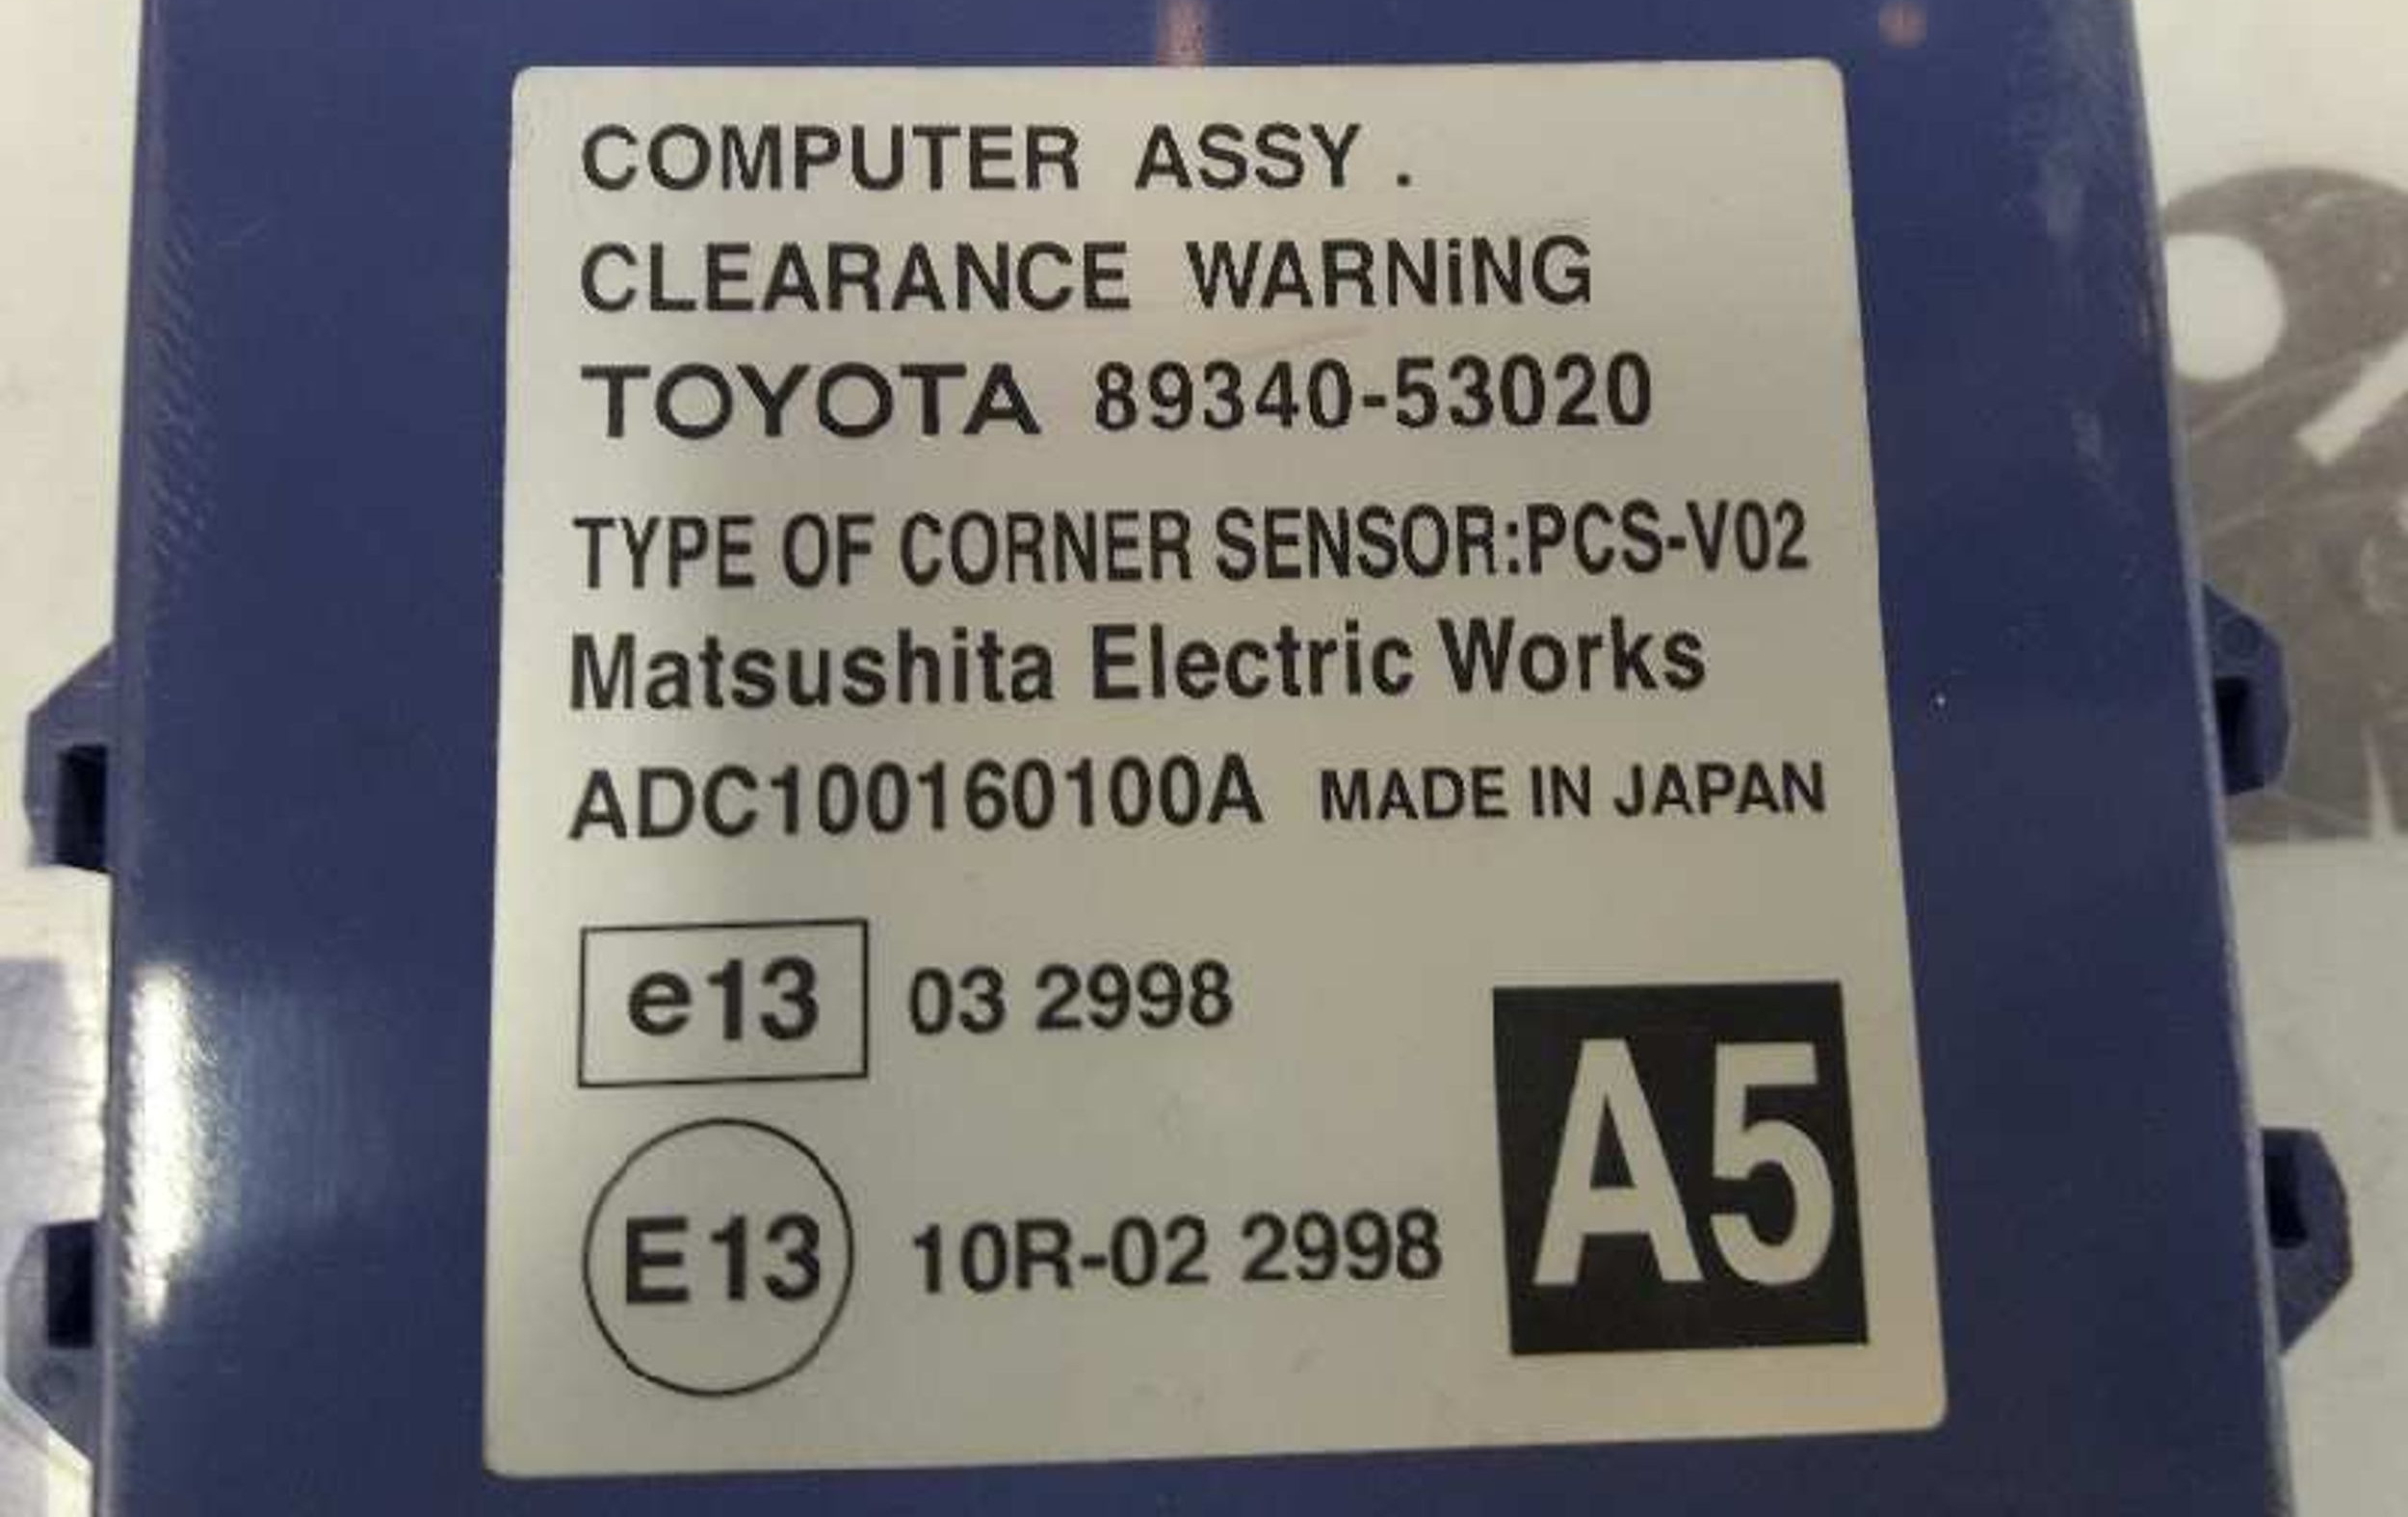 COMPUTER ASSY.
CLEARANCE WARNiNG
TOYOTA 89340-53020
TYPE OF CORNER SENSOR:PCS-V02
Matsushita Electric Works
ADC100160100A MADE IN JAPAN
e13 03 2998
E13 10R-02 2998
A5